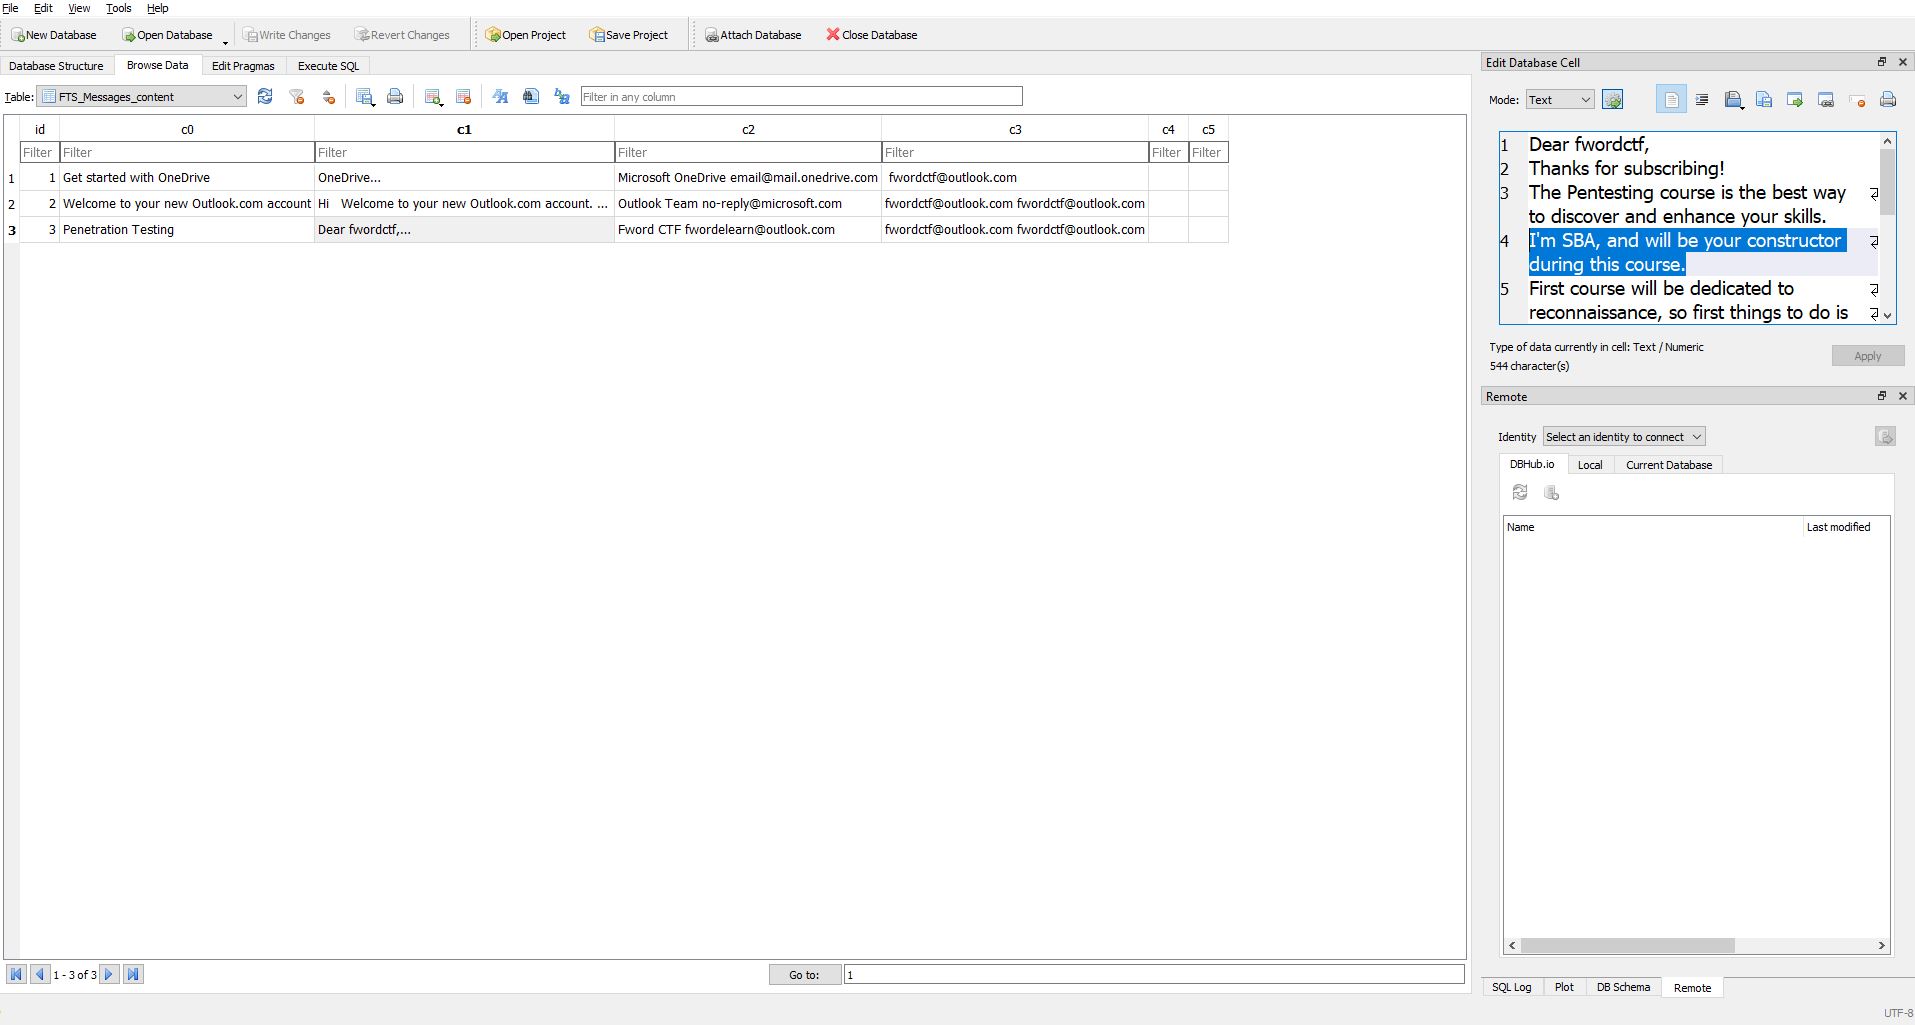 File Edit View Tools Help
New Database Open Database Write Changes Revert Changes Open Project Save Project Attach Database Close Database
Database Structure Browse Data Edit Pragmas Execute SQL
Table: FTS_Messages_content Filter in any column
id c0 c1 c2 c3 c4 c5
Filter Filter Filter Filter Filter Filter Filter
1 1 Get started with OneDrive OneDrive... Microsoft OneDrive email@mail.onedrive.com fwordctf@outlook.com
2 2 Welcome to your new Outlook.com account Hi Welcome to your new Outlook.com account. ... Outlook Team no-reply@microsoft.com fwordctf@outlook.com fwordctf@outlook.com
3 3 Penetration Testing Dear fwordctf,... Fword CTF fwordelearn@outlook.com fwordctf@outlook.com fwordctf@outlook.com
1 - 3 of 3 Go to: 1
Edit Database Cell
Mode: Text
1 Dear fwordctf,
2 Thanks for subscribing!
3 The Pentesting course is the best way
to discover and enhance your skills.
4 I'm SBA, and will be your constructor
during this course.
5 First course will be dedicated to
reconnaissance, so first things to do is
Type of data currently in cell: Text / Numeric
544 character(s)
Apply
Remote
Identity Select an identity to connect
DBHub.io Local Current Database
Name Last modified
SQL Log Plot DB Schema Remote
UTF-8